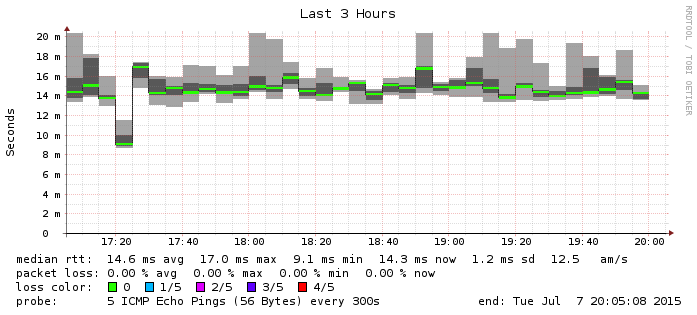 Last 3 Hours
RRDTOOL / TOBI OETIKER
Seconds
20 m
18 m
16 m
14 m
12 m
10 m
8 m
6 m
4 m
2 m
0
17:20 17:40 18:00 18:20 18:40 19:00 19:20 19:40 20:00
median rtt: 14.6 ms avg 17.0 ms max 9.1 ms min 14.3 ms now 1.2 ms sd 12.5 am/s
packet loss: 0.00 % avg 0.00 % max 0.00 % min 0.00 % now
loss color: 0 1/5 2/5 3/5 4/5
probe: 5 ICMP Echo Pings (56 Bytes) every 300s end: Tue Jul 7 20:05:08 2015